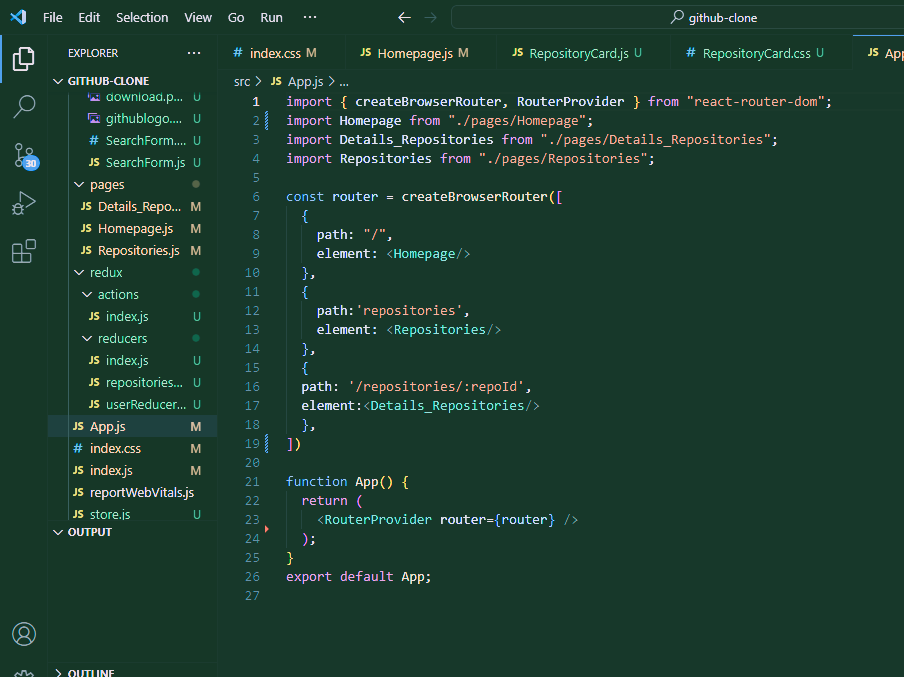 File Edit Selection View Go Run ··· ← → github-clone
EXPLORER ···
GITHUB-CLONE
download.p... U
githublogo.... U
# SearchForm.... U
JS SearchForm.js U
30
pages
JS Details_Repo... M
JS Homepage.js M
JS Repositories.js M
redux
actions
JS index.js U
reducers
JS index.js U
JS repositories... U
JS userReducer... U
JS App.js M
# index.css M
JS index.js M
JS reportWebVitals.js
JS store.js U
OUTPUT
OUTLINE
# index.css M JS Homepage.js M JS RepositoryCard.js U # RepositoryCard.css U JS App
src > JS App.js > ...
1 import { createBrowserRouter, RouterProvider } from "react-router-dom";
2 import Homepage from "./pages/Homepage";
3 import Details_Repositories from "./pages/Details_Repositories";
4 import Repositories from "./pages/Repositories";
5
6 const router = createBrowserRouter([
7 {
8 path: "/",
9 element: <Homepage/>
10 },
11 {
12 path:'repositories',
13 element: <Repositories/>
14 },
15 {
16 path: '/repositories/:repoId',
17 element:<Details_Repositories/>
18 },
19 ])
20
21 function App() {
22 return (
23 <RouterProvider router={router} />
24 );
25 }
26 export default App;
27